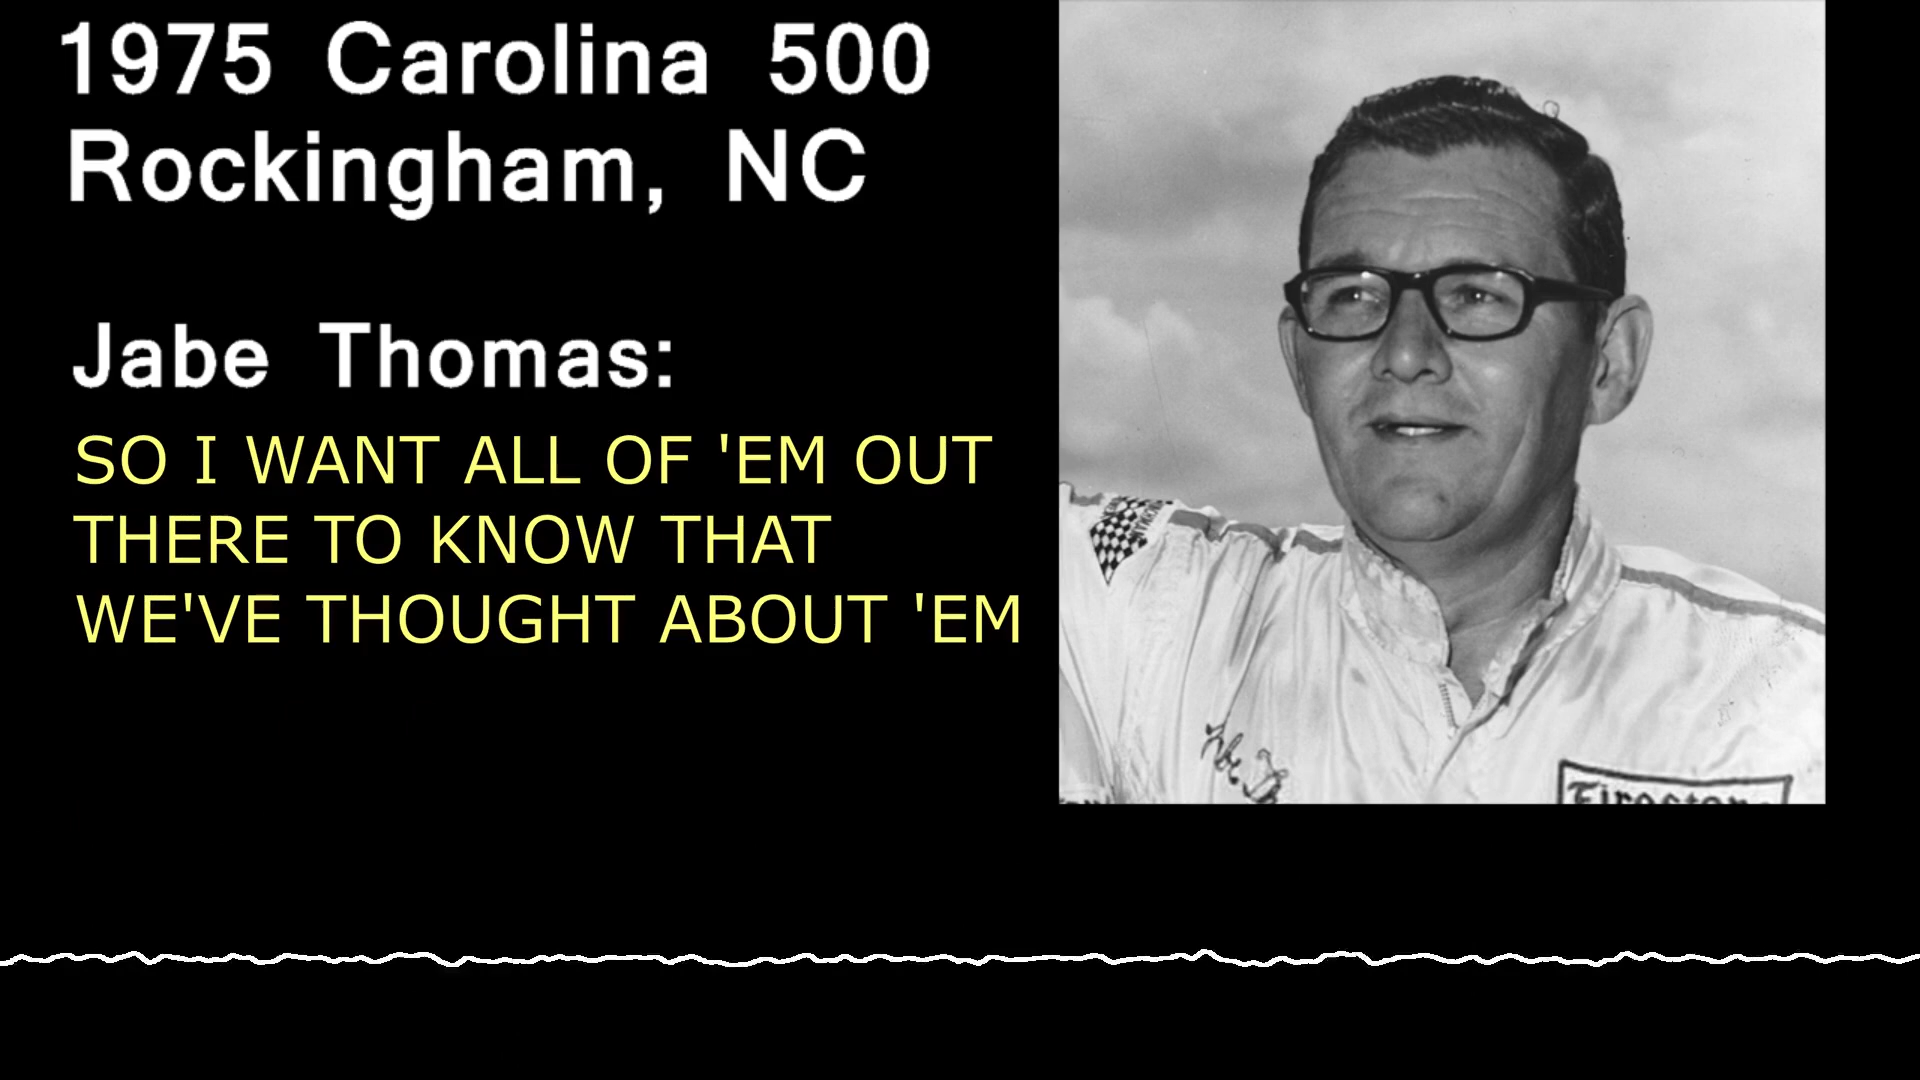 1975 Carolina 500
Rockingham, NC
Jabe Thomas:
SO I WANT ALL OF 'EM OUT
THERE TO KNOW THAT
WE'VE THOUGHT ABOUT 'EM
Firestone